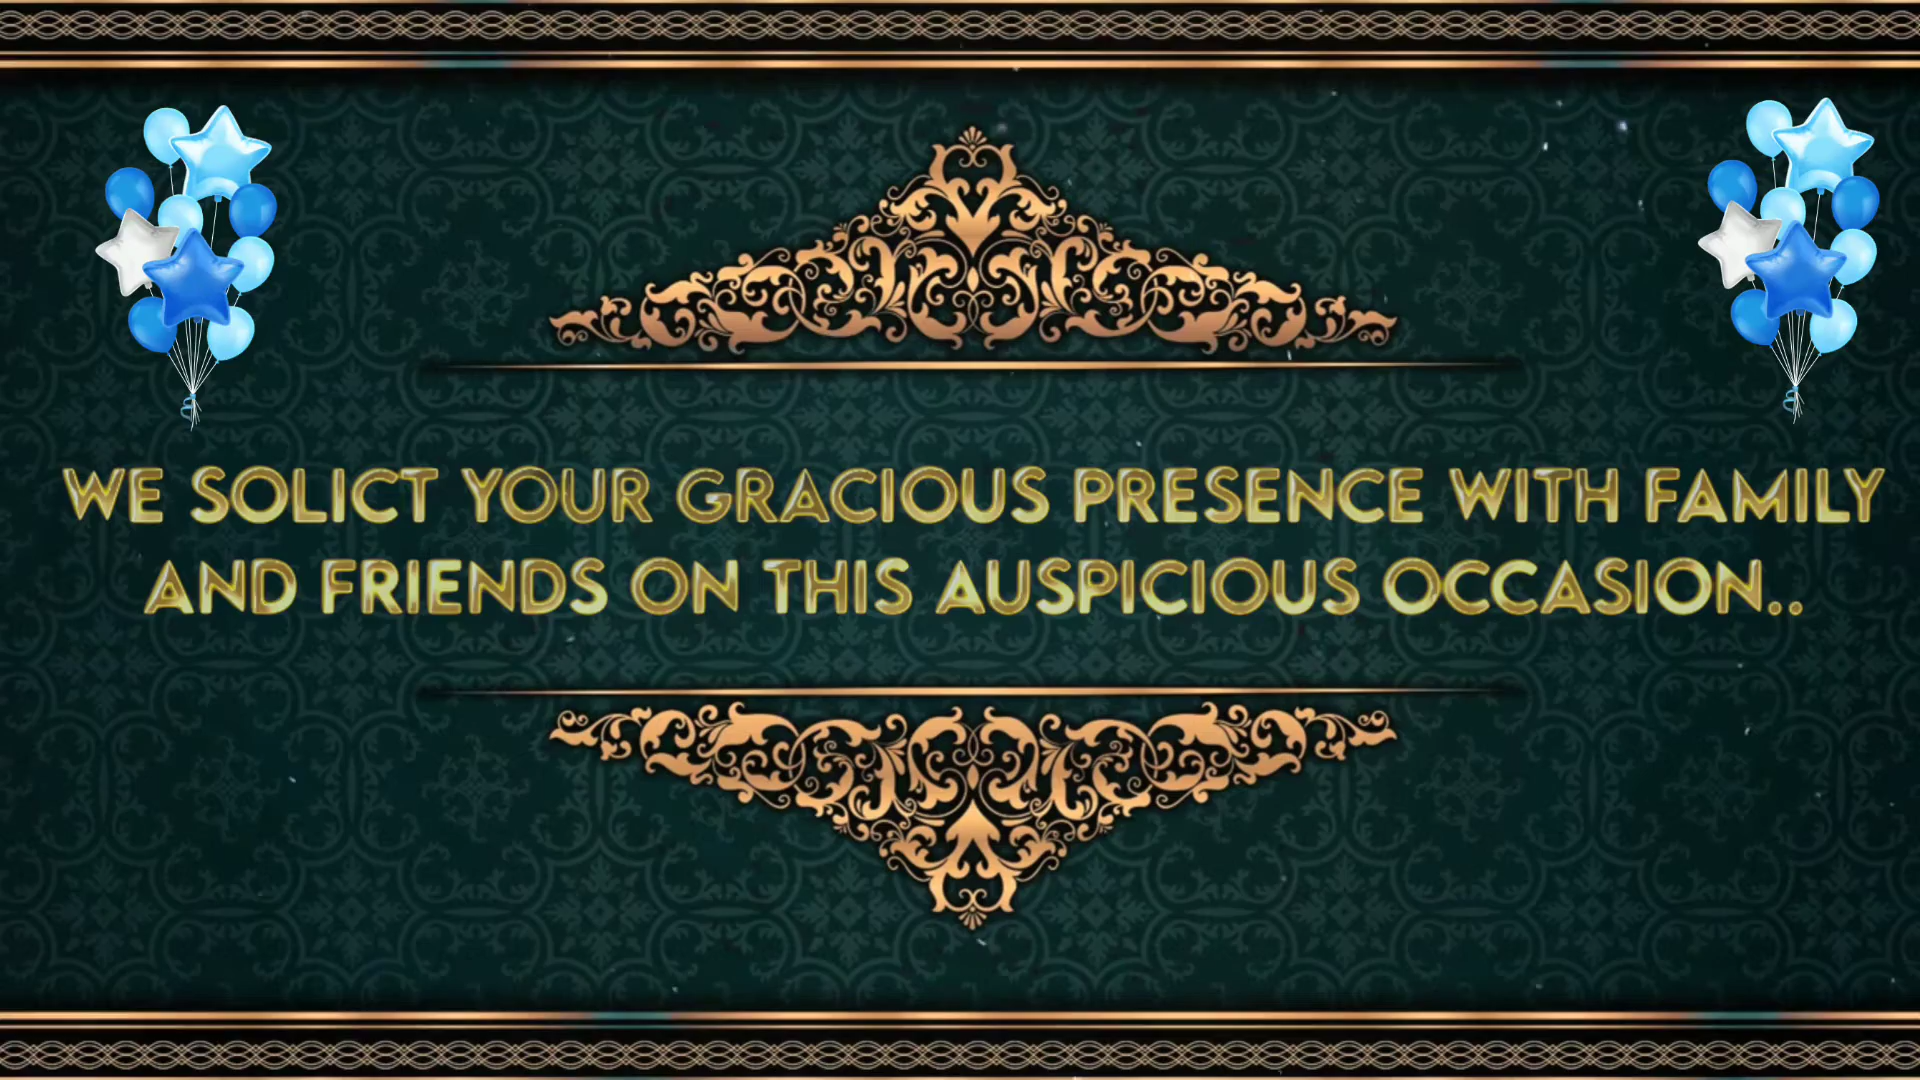 WE SOLICT YOUR GRACIOUS PRESENCE WITH FAMILY
AND FRIENDS ON THIS AUSPICIOUS OCCASION..